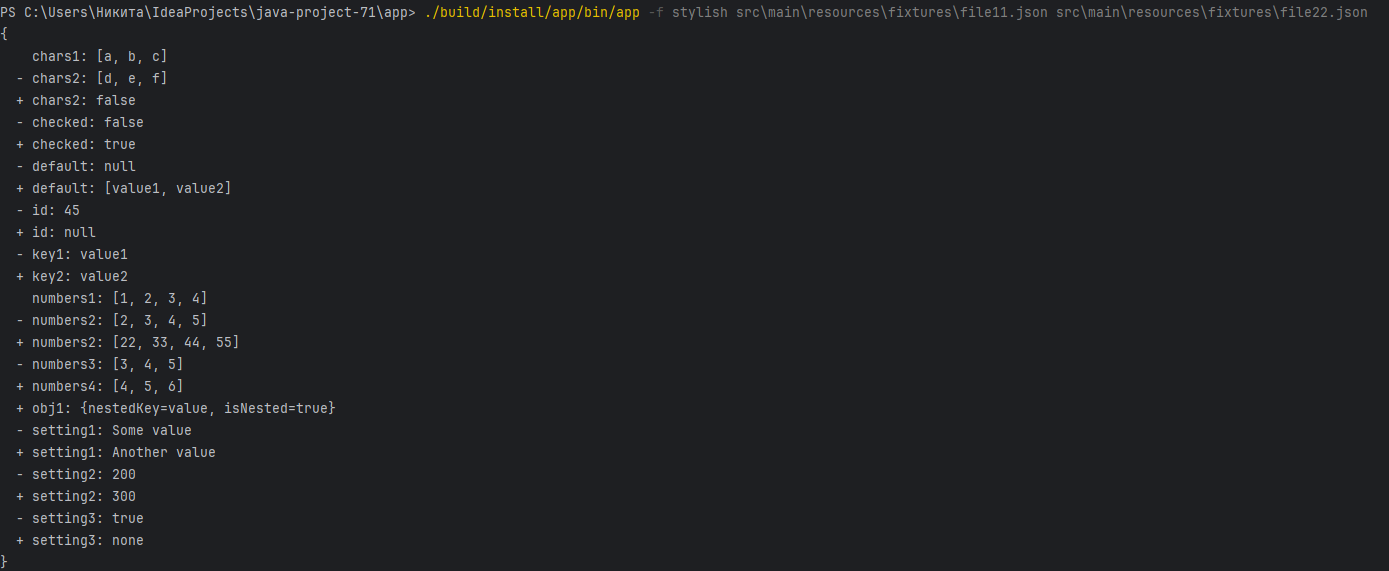 PS C:\Users\Никита\IdeaProjects\java-project-71\app> ./build/install/app/bin/app -f stylish src\main\resources\fixtures\file11.json src\main\resources\fixtures\file22.json
{
    chars1: [a, b, c]
  - chars2: [d, e, f]
  + chars2: false
  - checked: false
  + checked: true
  - default: null
  + default: [value1, value2]
  - id: 45
  + id: null
  - key1: value1
  + key2: value2
    numbers1: [1, 2, 3, 4]
  - numbers2: [2, 3, 4, 5]
  + numbers2: [22, 33, 44, 55]
  - numbers3: [3, 4, 5]
  + numbers4: [4, 5, 6]
  + obj1: {nestedKey=value, isNested=true}
  - setting1: Some value
  + setting1: Another value
  - setting2: 200
  + setting2: 300
  - setting3: true
  + setting3: none
}